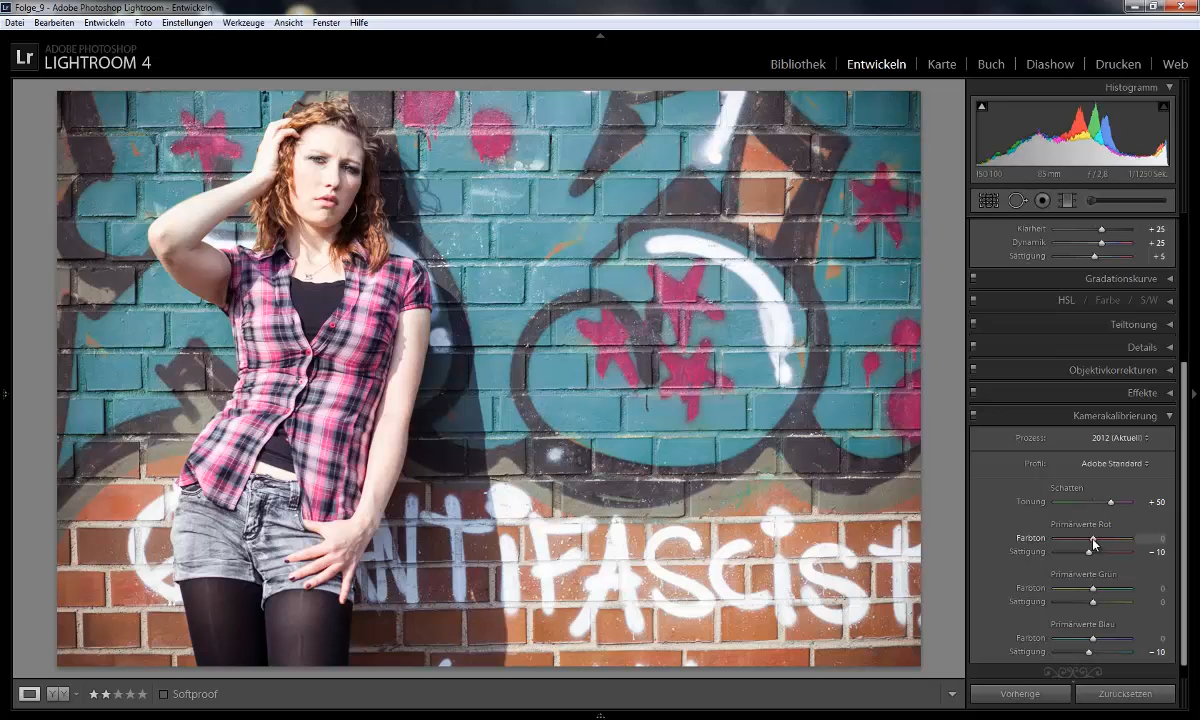 Folge_9 - Adobe Photoshop Lightroom - Entwickeln
Datei Bearbeiten Entwickeln Foto Einstellungen Werkzeuge Ansicht Fenster Hilfe
Lr ADOBE PHOTOSHOP
LIGHTROOM 4
Bibliothek Entwickeln Karte Buch Diashow Drucken Web
Histogramm
ISO 100 85 mm f / 2,8 1/1250 Sek.
Klarheit + 25
Dynamik + 25
Sättigung + 5
Gradationskurve
HSL / Farbe / S/W
Teiltonung
Details
Objektivkorrekturen
Effekte
Kamerakalibrierung
Prozess: 2012 (Aktuell)
Profil: Adobe Standard
Schatten
Tonung + 50
Primärwerte Rot
Farbton 0
Sättigung - 10
Primärwerte Grün
Farbton 0
Sättigung 0
Primärwerte Blau
Farbton 0
Sättigung - 10
ANTIFAScist
Softproof
Vorherige Zurücksetzen